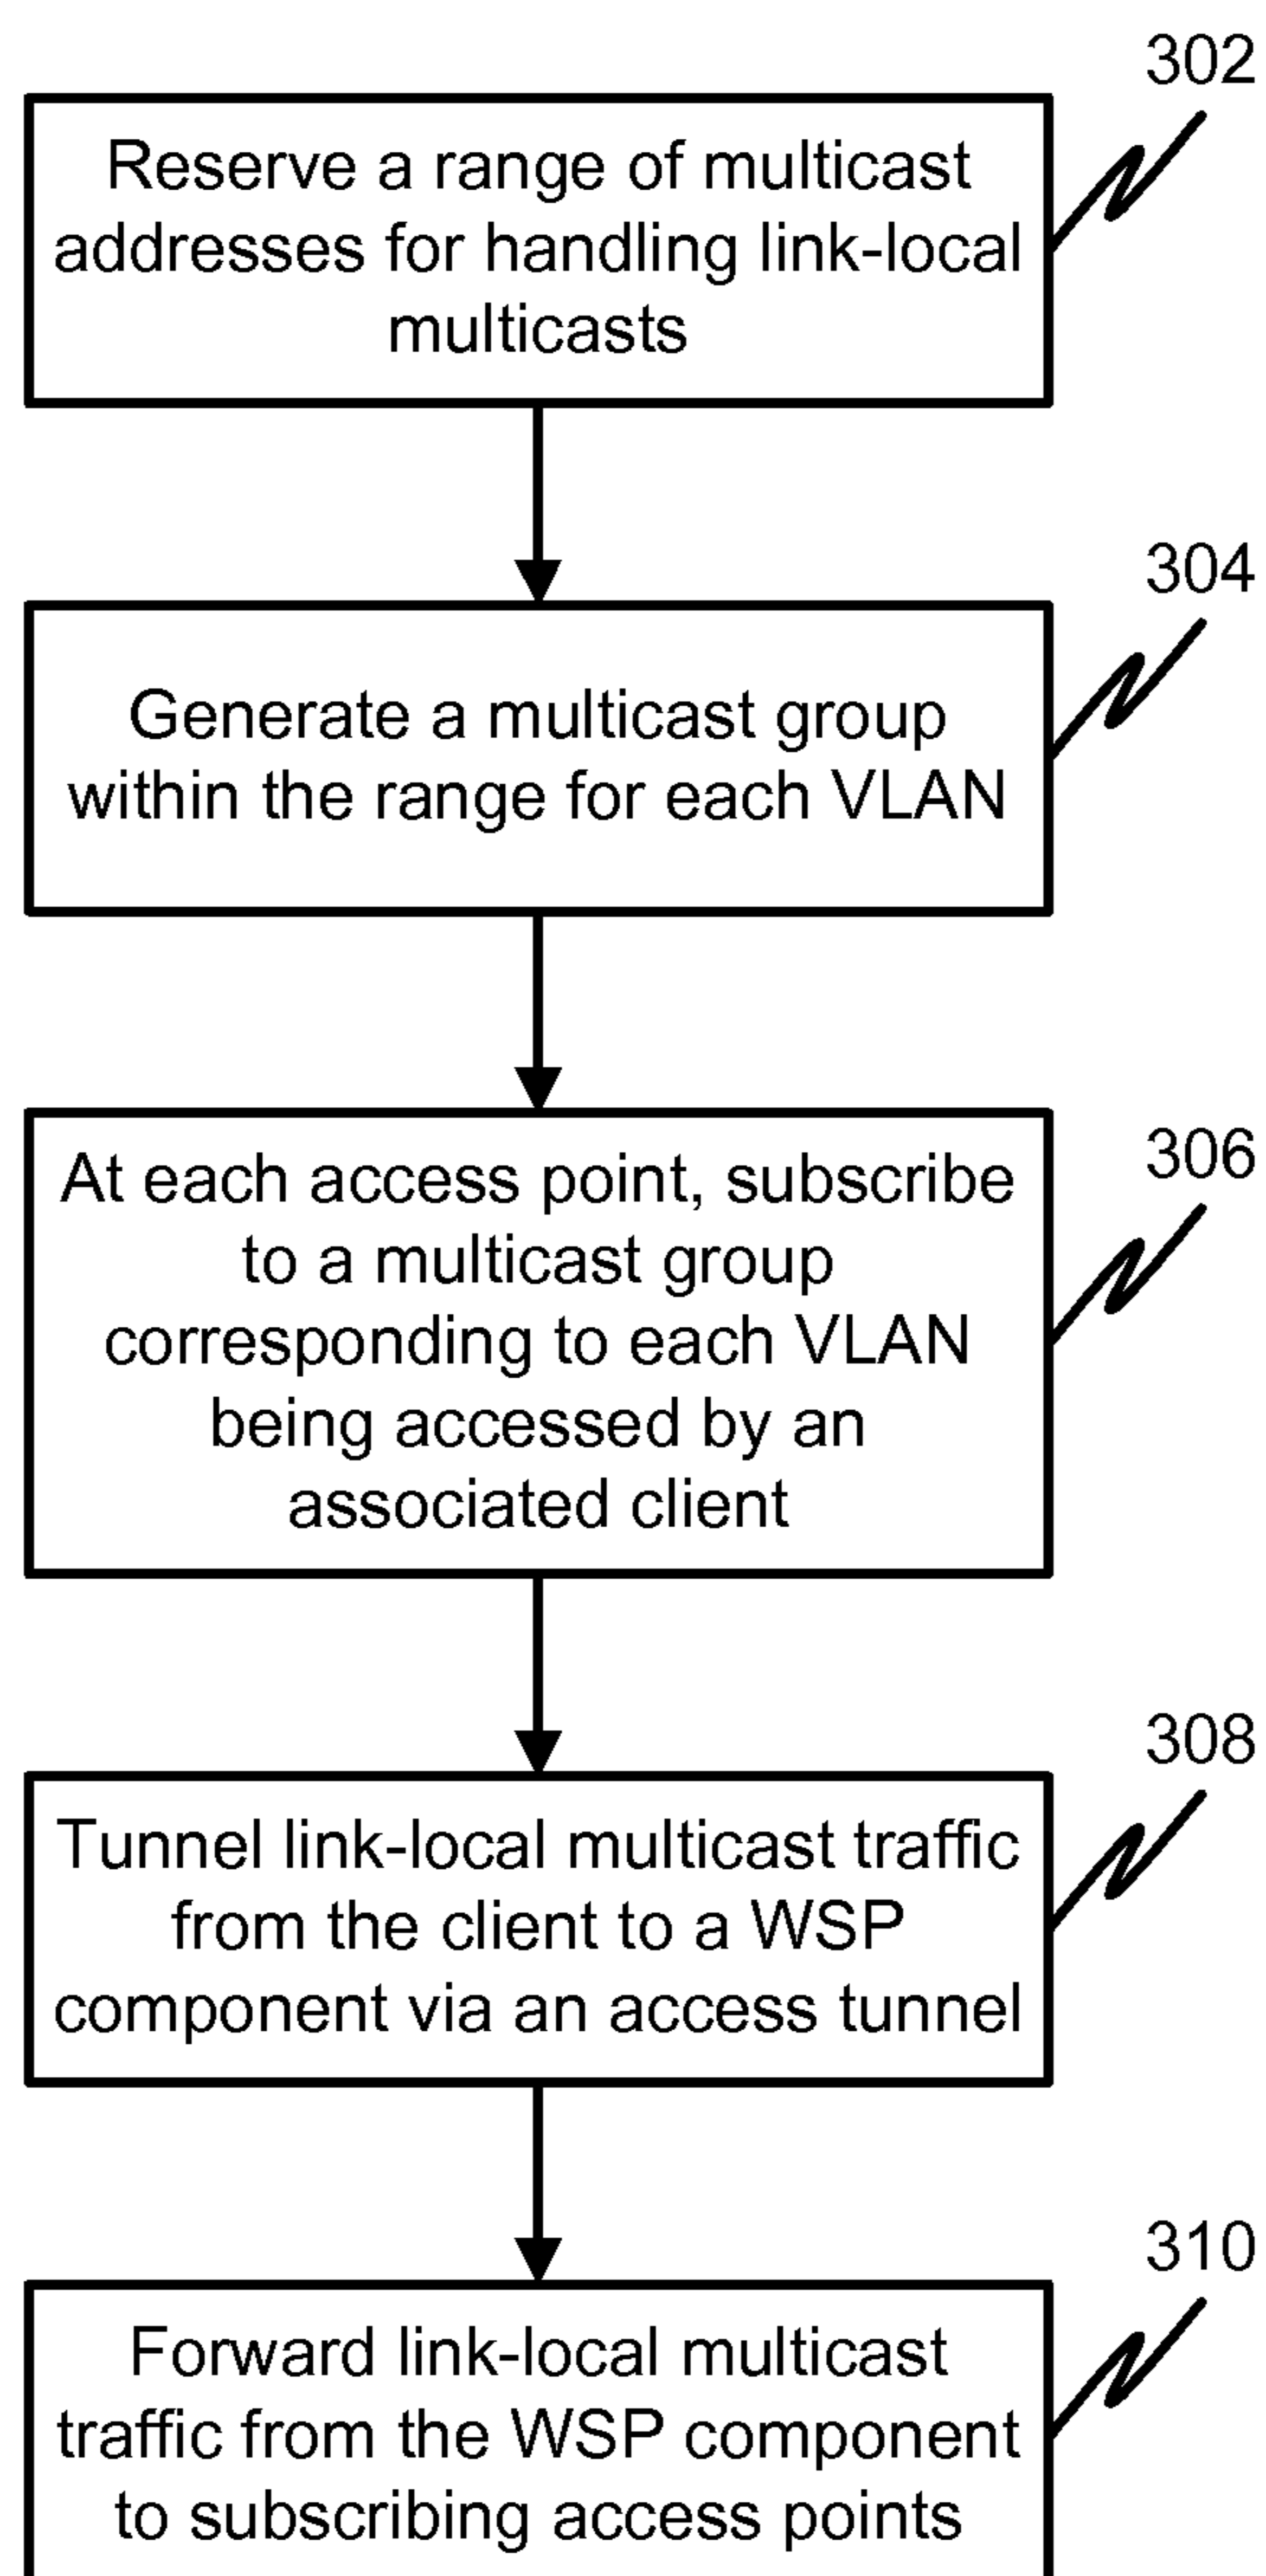 302
Reserve a range of multicast
addresses for handling link-local
multicasts
304
Generate a multicast group
within the range for each VLAN
306
At each access point, subscribe
to a multicast group
corresponding to each VLAN
being accessed by an
associated client
308
Tunnel link-local multicast traffic
from the client to a WSP
component via an access tunnel
310
Forward link-local multicast
traffic from the WSP component
to subscribing access points